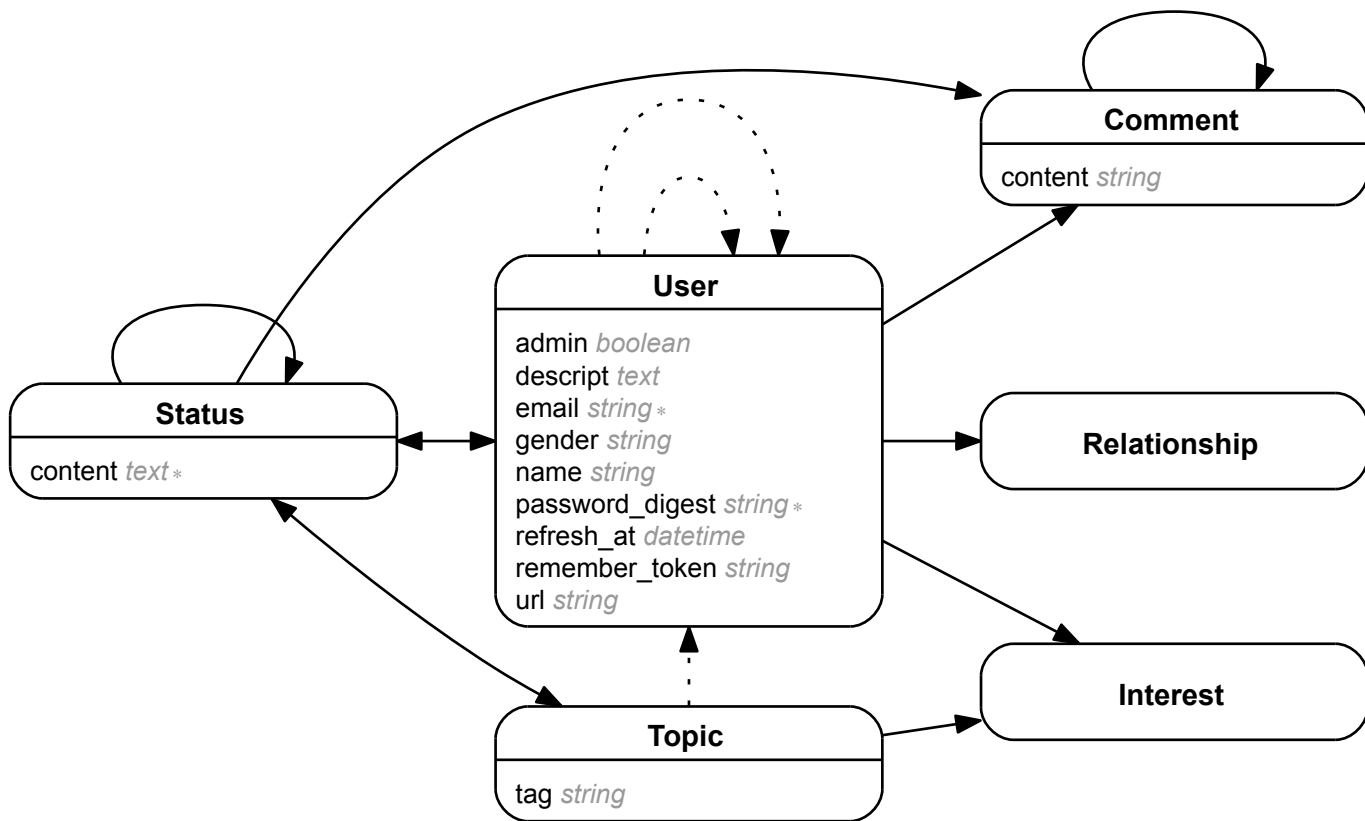 Comment
content string
User
admin boolean
descript text
email string *
gender string
name string
password_digest string *
refresh_at datetime
remember_token string
url string
Status
content text *
Relationship
Interest
Topic
tag string